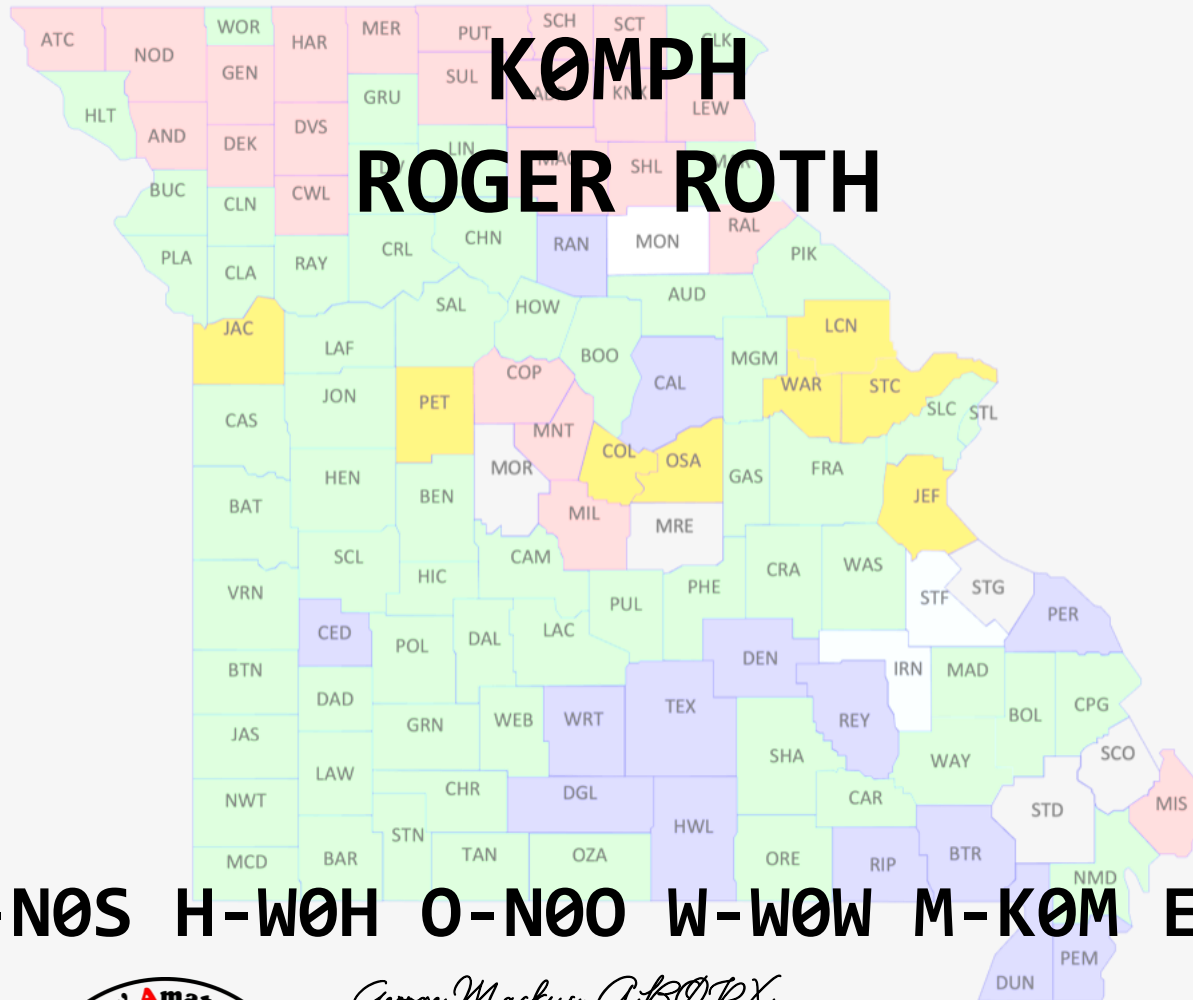 ATC NOD WOR HAR MER PUT SCH SCT CLK
HLT GEN GRU SUL KNX LEW
AND DEK DVS LIN MAC SHL
K0MPH
ROGER ROTH
BUC CLN CWL CHN RAN MON RAL PIK
PLA CLA RAY CRL
JAC LAF SAL HOW AUD LCN
BOO CAL MGM WAR STC SLC STL
CAS JON PET COP MNT COL OSA
BAT HEN BEN MOR MIL MRE GAS FRA JEF
VRN SCL HIC CAM PUL PHE CRA WAS STF STG PER
CED POL DAL LAC DEN IRN MAD
BTN DAD GRN WEB WRT TEX REY BOL CPG
JAS LAW CHR DGL SHA WAY SCO
NWT STN HWL CAR STD MIS
MCD BAR TAN OZA ORE RIP BTR NMD
-N0S H-W0H O-N0O W-W0W M-K0M E
DUN PEM